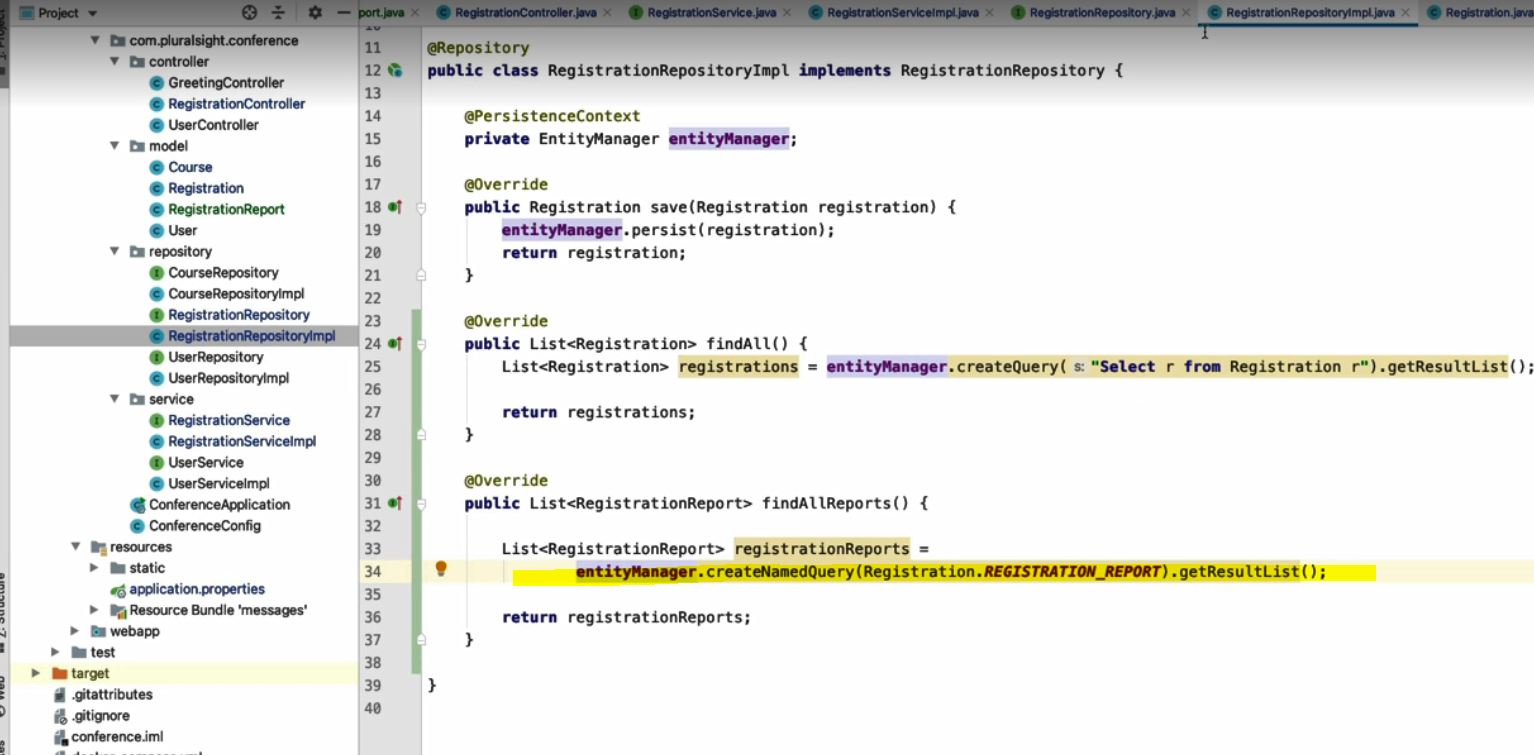 Project
port.java
RegistrationController.java
RegistrationService.java
RegistrationServiceImpl.java
RegistrationRepository.java
RegistrationRepositoryImpl.java
Registration.java
com.pluralsight.conference
controller
GreetingController
RegistrationController
UserController
model
Course
Registration
RegistrationReport
User
repository
CourseRepository
CourseRepositoryImpl
RegistrationRepository
RegistrationRepositoryImpl
UserRepository
UserRepositoryImpl
service
RegistrationService
RegistrationServiceImpl
UserService
UserServiceImpl
ConferenceApplication
ConferenceConfig
resources
static
application.properties
Resource Bundle 'messages'
webapp
test
target
.gitattributes
.gitignore
conference.iml
11 @Repository
12 public class RegistrationRepositoryImpl implements RegistrationRepository {
13
14 @PersistenceContext
15 private EntityManager entityManager;
16
17 @Override
18 public Registration save(Registration registration) {
19 entityManager.persist(registration);
20 return registration;
21 }
22
23 @Override
24 public List<Registration> findAll() {
25 List<Registration> registrations = entityManager.createQuery( s: "Select r from Registration r").getResultList();
26
27 return registrations;
28 }
29
30 @Override
31 public List<RegistrationReport> findAllReports() {
32
33 List<RegistrationReport> registrationReports =
34 entityManager.createNamedQuery(Registration.REGISTRATION_REPORT).getResultList();
35
36 return registrationReports;
37 }
38
39 }
40